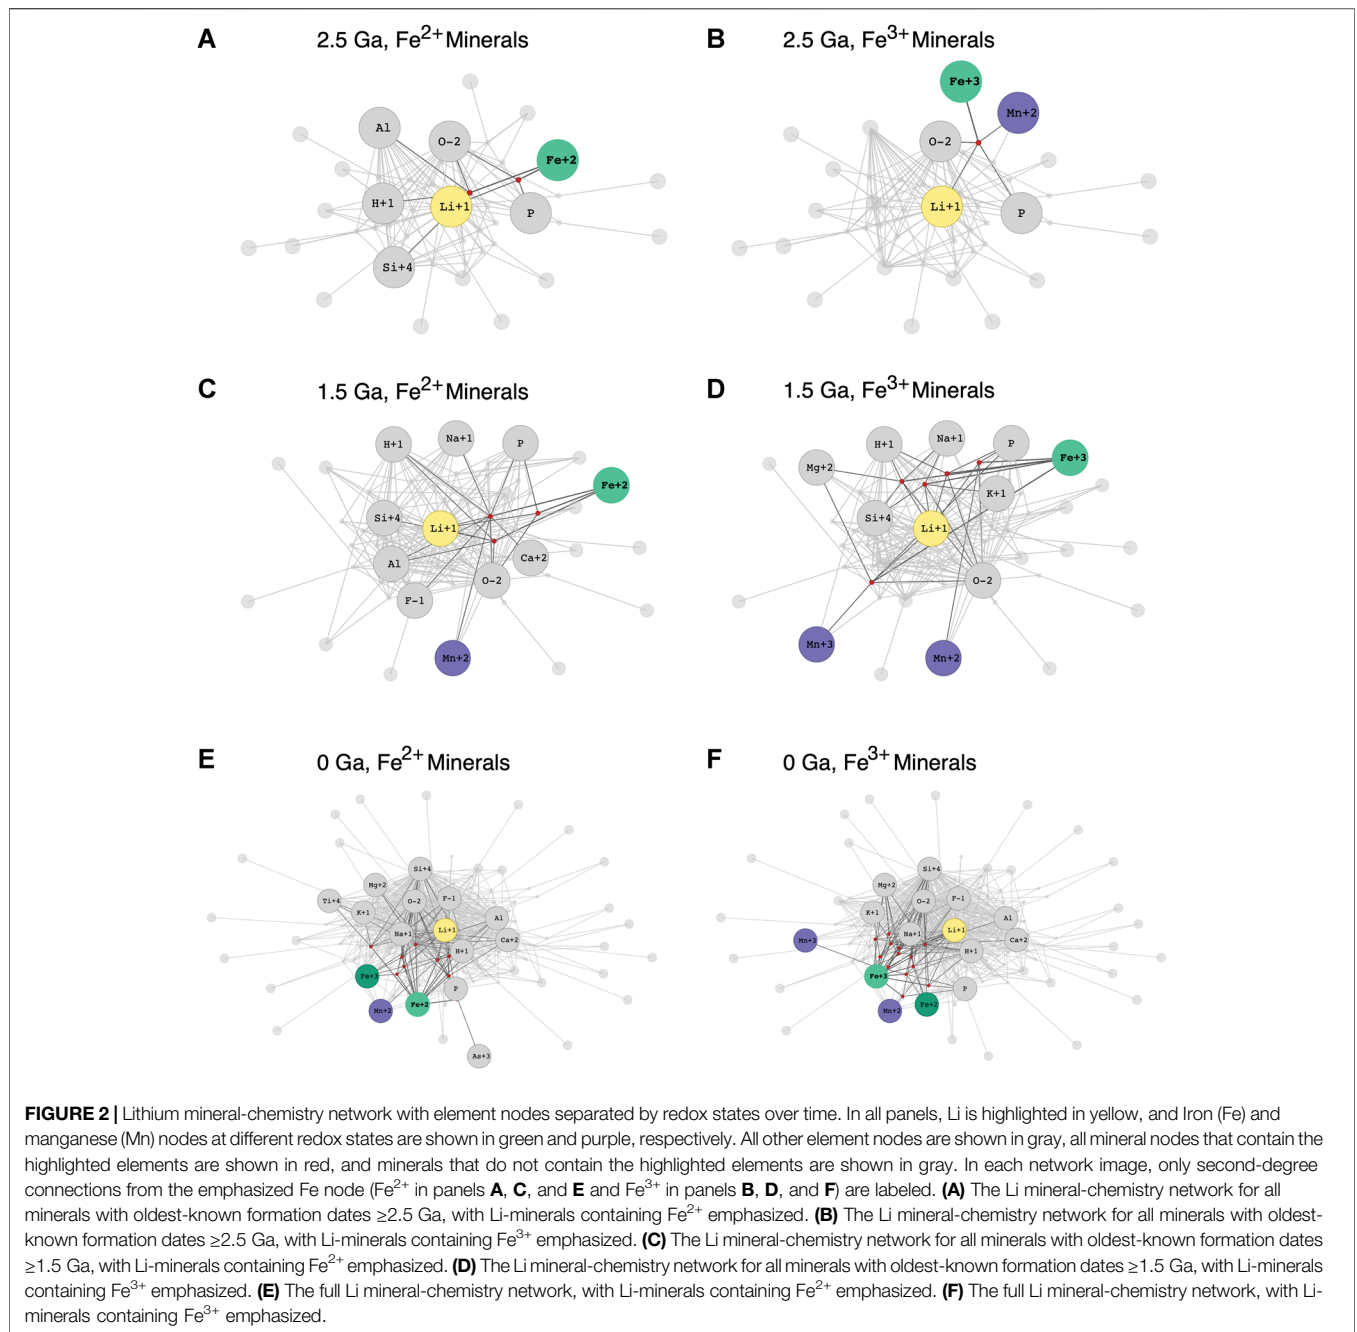 A 2.5 Ga, Fe2+ Minerals
Al
O-2
Fe+2
H+1
Li+1
P
Si+4
B 2.5 Ga, Fe3+ Minerals
Fe+3
Mn+2
O-2
Li+1
P
C 1.5 Ga, Fe2+ Minerals
H+1
Na+1
P
Fe+2
Si+4
Li+1
Al
Ca+2
O-2
F-1
Mn+2
D 1.5 Ga, Fe3+ Minerals
H+1
Na+1
P
Fe+3
Mg+2
K+1
Si+4
Li+1
O-2
Mn+3
Mn+2
E 0 Ga, Fe2+ Minerals
Si+4
Mg+2
Ti+4
O-2
F-1
K+1
Al
Na+1
Li+1
Ca+2
H+1
Fe+3
P
Mn+2
Fe+2
As+3
F 0 Ga, Fe3+ Minerals
Si+4
Mg+2
O-2
F-1
K+1
Al
Mn+3
Na+1
Li+1
Ca+2
H+1
Fe+3
P
Mn+2
Fe+2
FIGURE 2 | Lithium mineral-chemistry network with element nodes separated by redox states over time. In all panels, Li is highlighted in yellow, and Iron (Fe) and
manganese (Mn) nodes at different redox states are shown in green and purple, respectively. All other element nodes are shown in gray, all mineral nodes that contain the
highlighted elements are shown in red, and minerals that do not contain the highlighted elements are shown in gray. In each network image, only second-degree
connections from the emphasized Fe node (Fe2+ in panels A, C, and E and Fe3+ in panels B, D, and F) are labeled. (A) The Li mineral-chemistry network for all
minerals with oldest-known formation dates ≥2.5 Ga, with Li-minerals containing Fe2+ emphasized. (B) The Li mineral-chemistry network for all minerals with oldest-
known formation dates ≥2.5 Ga, with Li-minerals containing Fe3+ emphasized. (C) The Li mineral-chemistry network for all minerals with oldest-known formation dates
≥1.5 Ga, with Li-minerals containing Fe2+ emphasized. (D) The Li mineral-chemistry network for all minerals with oldest-known formation dates ≥1.5 Ga, with Li-minerals
containing Fe3+ emphasized. (E) The full Li mineral-chemistry network, with Li-minerals containing Fe2+ emphasized. (F) The full Li mineral-chemistry network, with Li-
minerals containing Fe3+ emphasized.